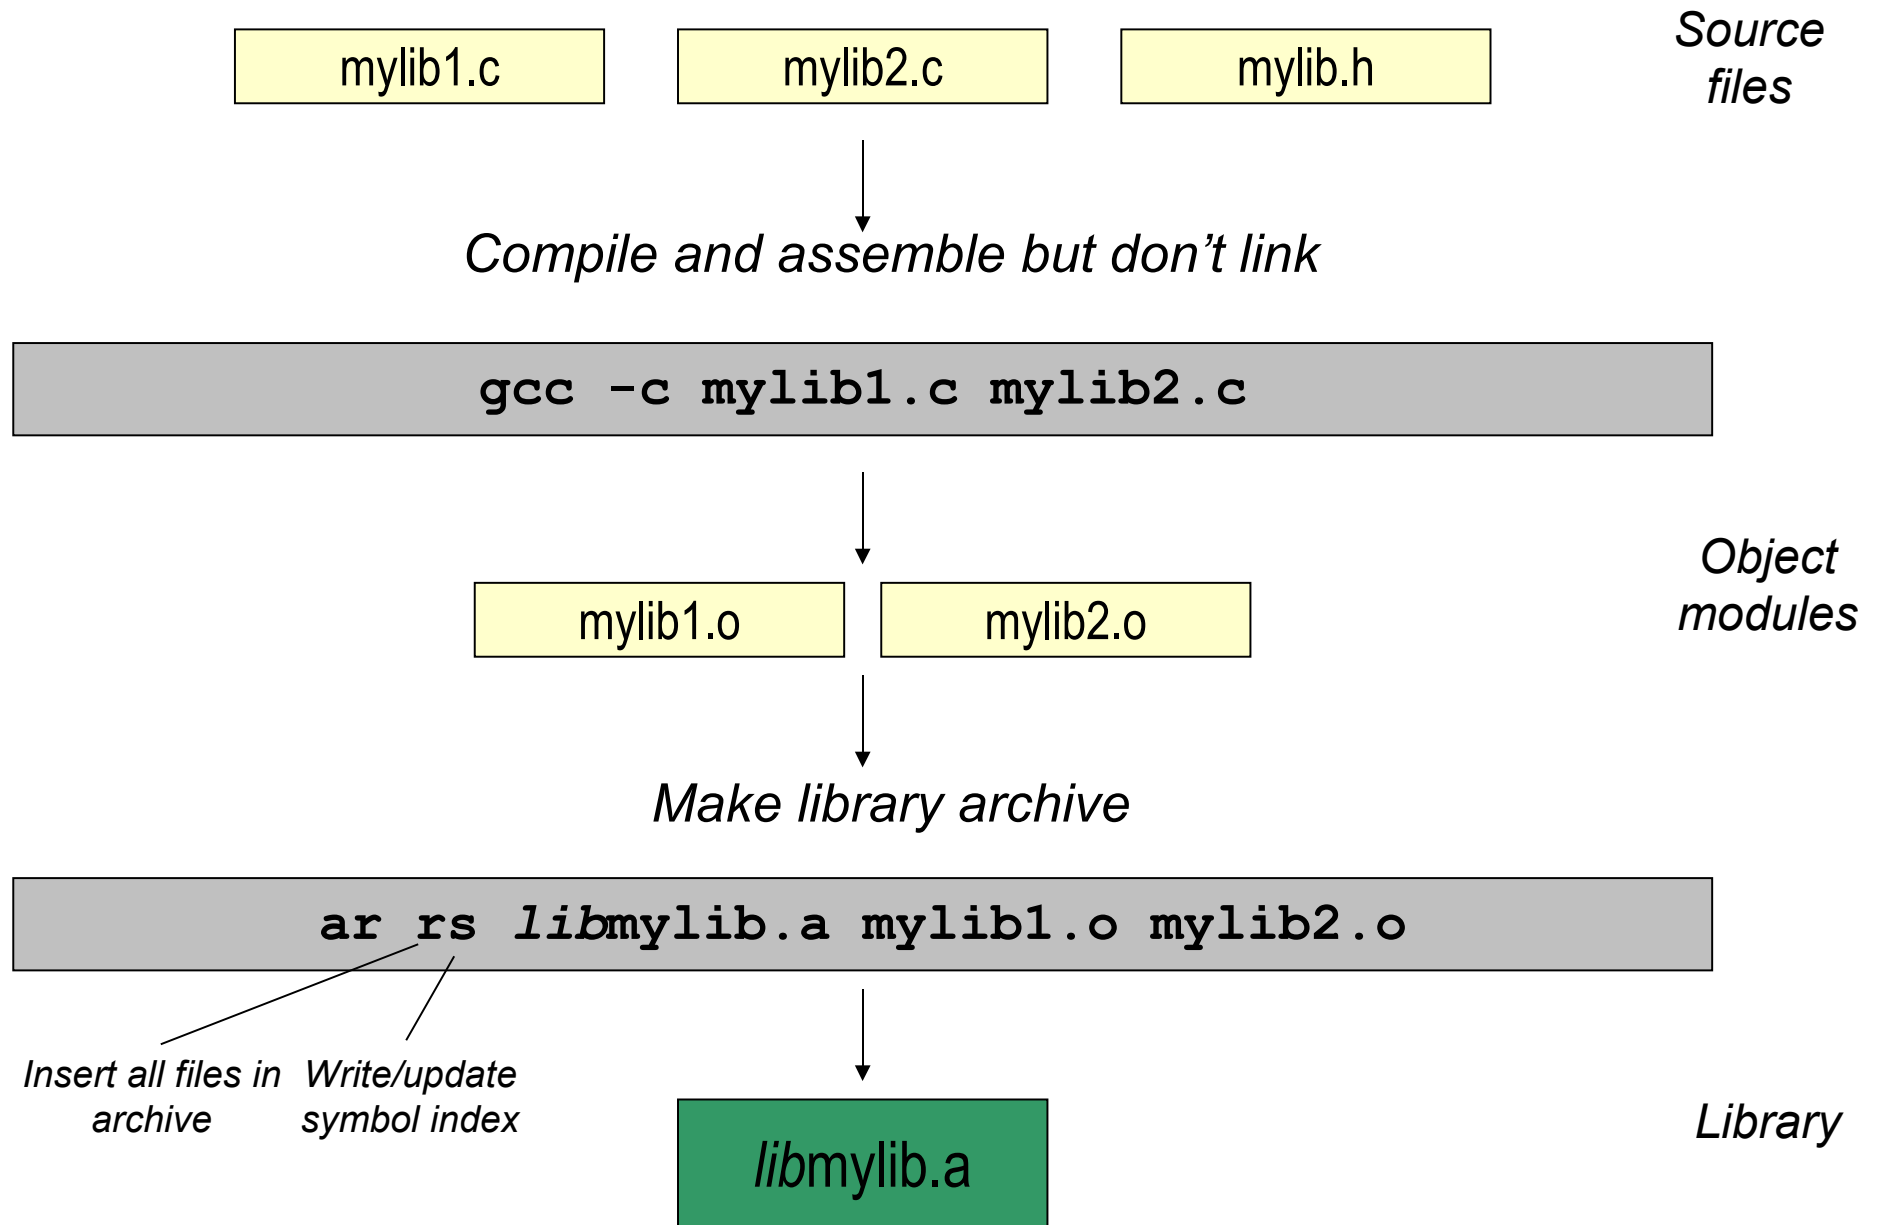 mylib1.c
mylib2.c
mylib.h
Source
files
Compile and assemble but don’t link
gcc -c mylib1.c mylib2.c
mylib1.o
mylib2.o
Object
modules
Make library archive
ar rs libmylib.a mylib1.o mylib2.o
Insert all files in
archive
Write/update
symbol index
libmylib.a
Library